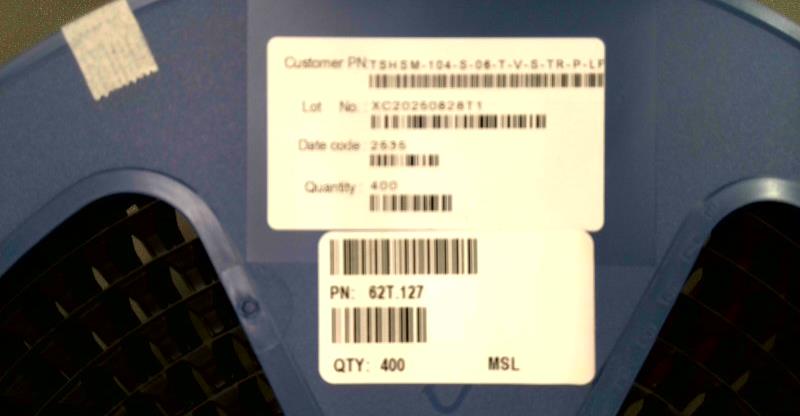 Customer PN: TSHSM-104-S-06-T-V-S-TR-P-LF
Lot No.: XC20260828T1
Date code: 2636
Quantity: 400
PN: 62T.127
QTY: 400 MSL